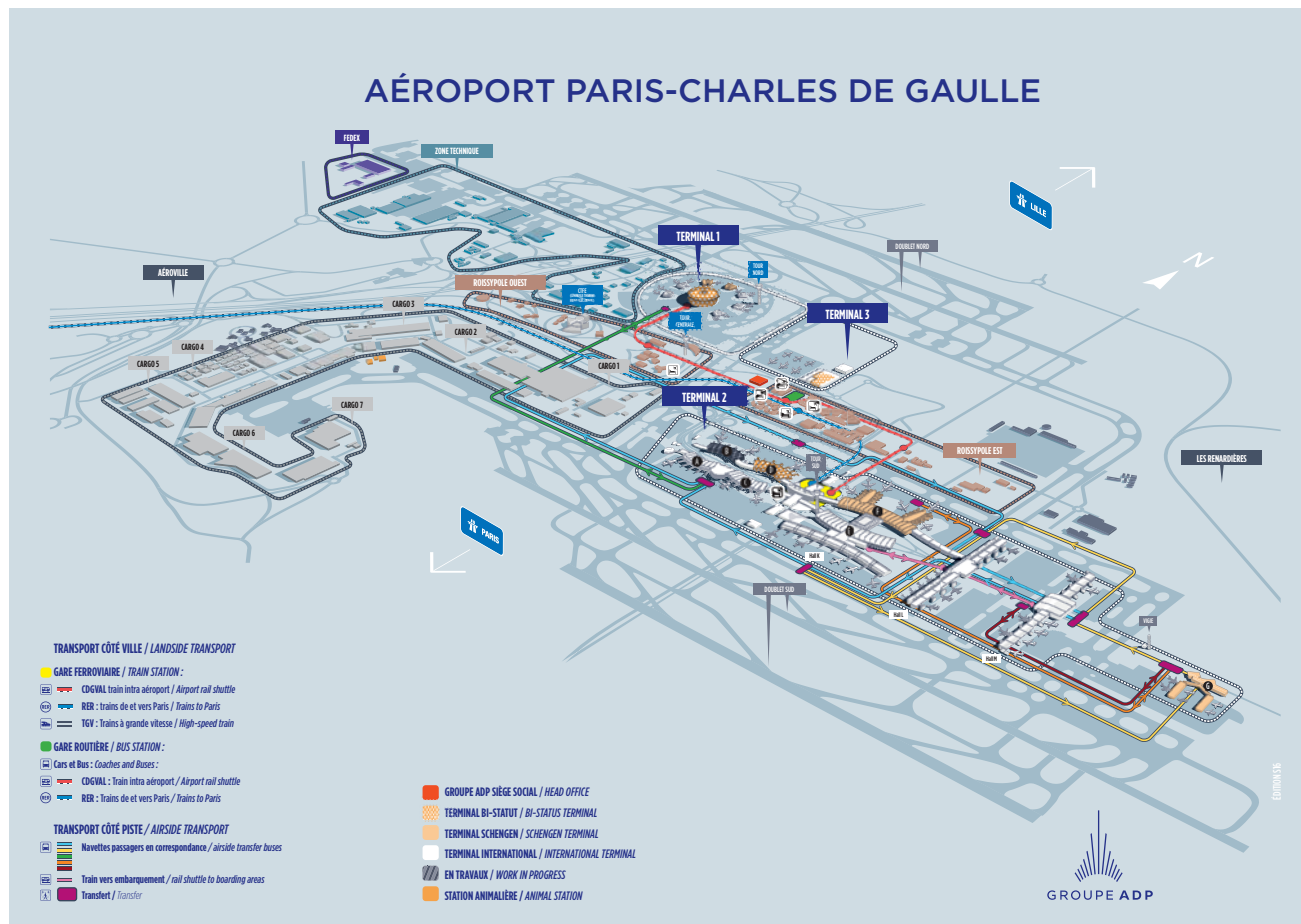 AÉROPORT PARIS-CHARLES DE GAULLE
FEDEX
ZONE TECHNIQUE
LILLE
TERMINAL 1
DOUBLET NORD
N
TOUR
NORD
AÉROVILLE
ROISSYPOLE OUEST
CARGO 3
TOUR
CENTRALE
TERMINAL 3
CARGO 2
CARGO 4
CARGO 5
CARGO 1
TERMINAL 2
CARGO 7
CARGO 6
TOUR
SUD
ROISSYPOLE EST
LES RENARDIÈRES
A
B
C
D
E
F
PARIS
Hall K
DOUBLET SUD
Hall L
VIGIE
Hall M
G
TRANSPORT CÔTÉ VILLE / LANDSIDE TRANSPORT
GARE FERROVIAIRE / TRAIN STATION :
CDGVAL train intra aéroport / Airport rail shuttle
RER RER : trains de et vers Paris / Trains to Paris
TGV : Trains à grande vitesse / High-speed train
GARE ROUTIÈRE / BUS STATION :
Cars et Bus : Coaches and Buses :
CDGVAL : Train intra aéroport / Airport rail shuttle
RER RER : Trains de et vers Paris / Trains to Paris
TRANSPORT CÔTÉ PISTE / AIRSIDE TRANSPORT
Navettes passagers en correspondance / airside transfer buses
Train vers embarquement / rail shuttle to boarding areas
Transfert / Transfer
GROUPE ADP SIÈGE SOCIAL / HEAD OFFICE
TERMINAL BI-STATUT / BI-STATUS TERMINAL
TERMINAL SCHENGEN / SCHENGEN TERMINAL
TERMINAL INTERNATIONAL / INTERNATIONAL TERMINAL
EN TRAVAUX / WORK IN PROGRESS
STATION ANIMALIÈRE / ANIMAL STATION
GROUPE ADP